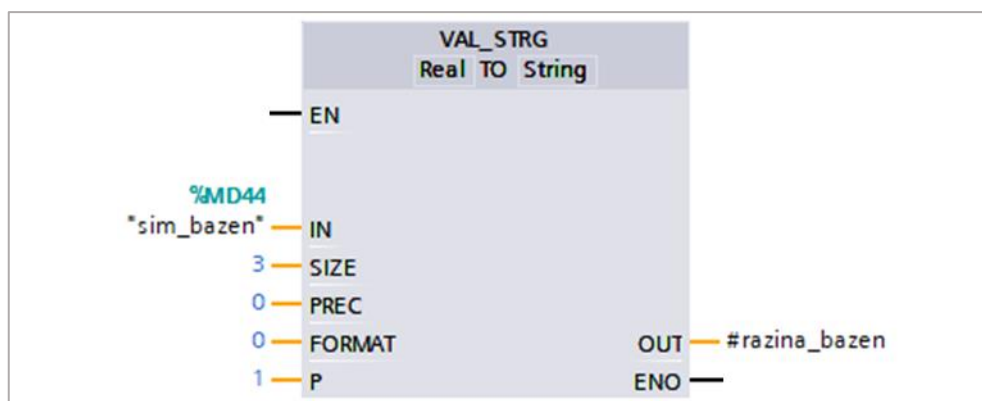 VAL_STRG
Real TO String
EN
%MD44
"sim_bazen" IN
3 SIZE
0 PREC
0 FORMAT OUT #razina_bazen
1 P ENO